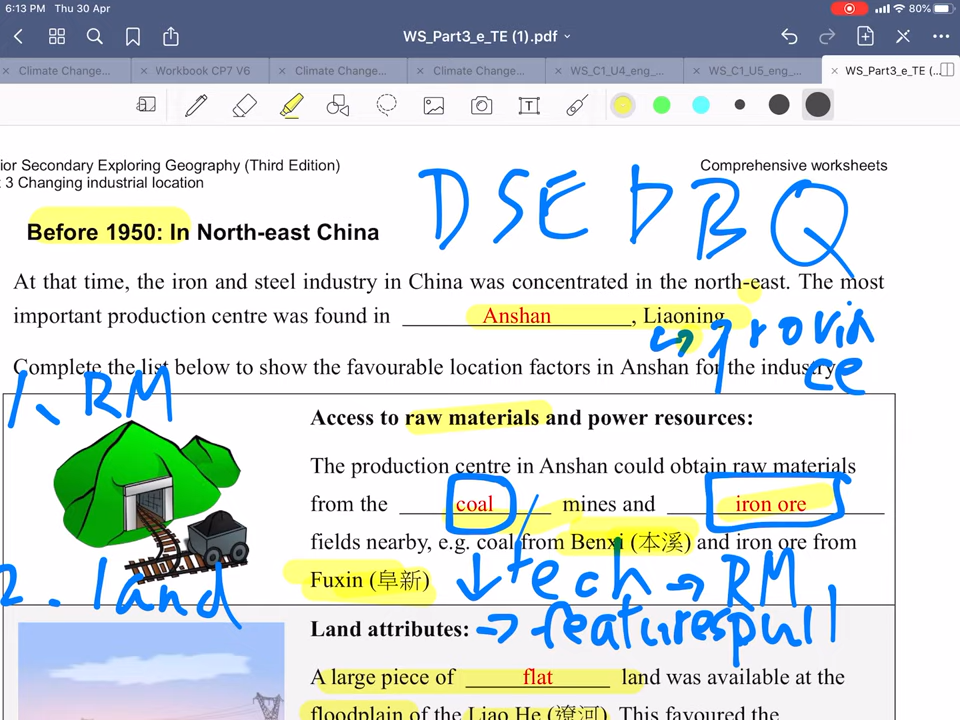 6:13 PM Thu 30 Apr
80%
WS_Part3_e_TE (1).pdf
Climate Change...
Workbook CP7 V6
Climate Change...
Climate Change...
WS_C1_U4_eng_...
WS_C1_U5_eng_...
WS_Part3_e_TE (...
ior Secondary Exploring Geography (Third Edition)
Comprehensive worksheets
t 3 Changing industrial location
DSE DBQ
Before 1950: In North-east China
At that time, the iron and steel industry in China was concentrated in the north-east. The most
important production centre was found in Anshan, Liaoning.
→ province
Complete the list below to show the favourable location factors in Anshan for the industry.
1、RM
Access to raw materials and power resources:
The production centre in Anshan could obtain raw materials
from the coal mines and iron ore
fields nearby, e.g. coal from Benxi (本溪) and iron ore from
Fuxin (阜新)
↓ tech → RM
2. land
Land attributes:
→ features pull
A large piece of flat land was available at the
floodplain of the Liao He (遼河). This favoured the